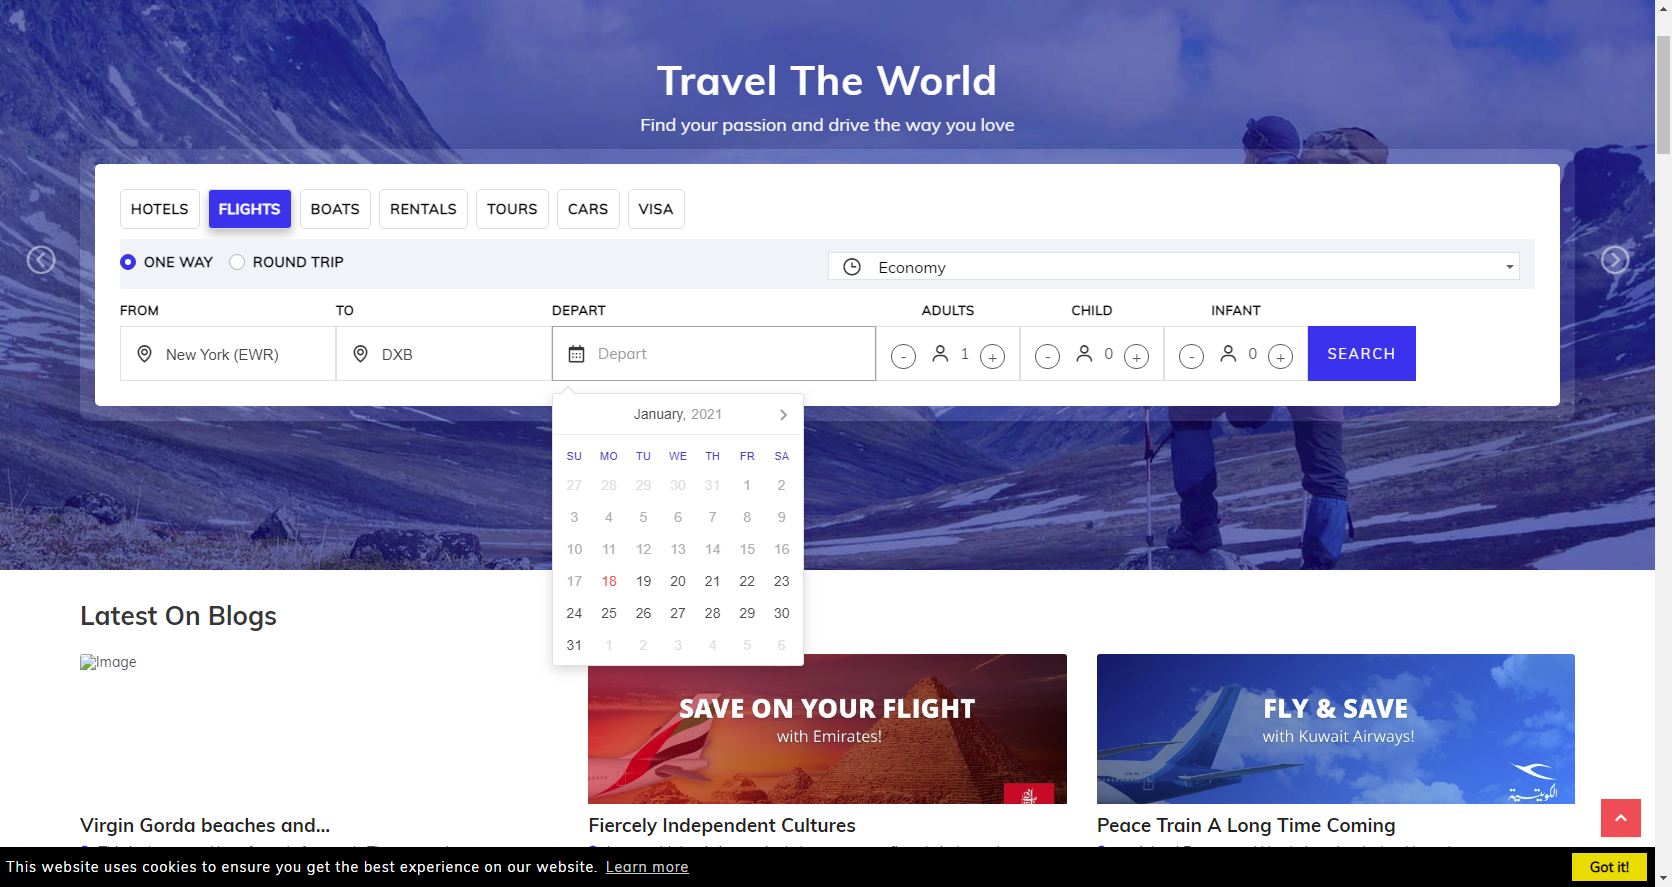 Travel The World
Find your passion and drive the way you love
HOTELS FLIGHTS BOATS RENTALS TOURS CARS VISA
ONE WAY ROUND TRIP Economy
FROM TO DEPART ADULTS CHILD INFANT
New York (EWR) DXB Depart - 1 + - 0 + - 0 + SEARCH
January, 2021
SU MO TU WE TH FR SA
27 28 29 30 31 1 2
3 4 5 6 7 8 9
10 11 12 13 14 15 16
17 18 19 20 21 22 23
24 25 26 27 28 29 30
31 1 2 3 4 5 6
Latest On Blogs
Image
SAVE ON YOUR FLIGHT
with Emirates!
FLY & SAVE
with Kuwait Airways!
الكويتية
Virgin Gorda beaches and...
Fiercely Independent Cultures
Peace Train A Long Time Coming
This website uses cookies to ensure you get the best experience on our website. Learn more
Got it!